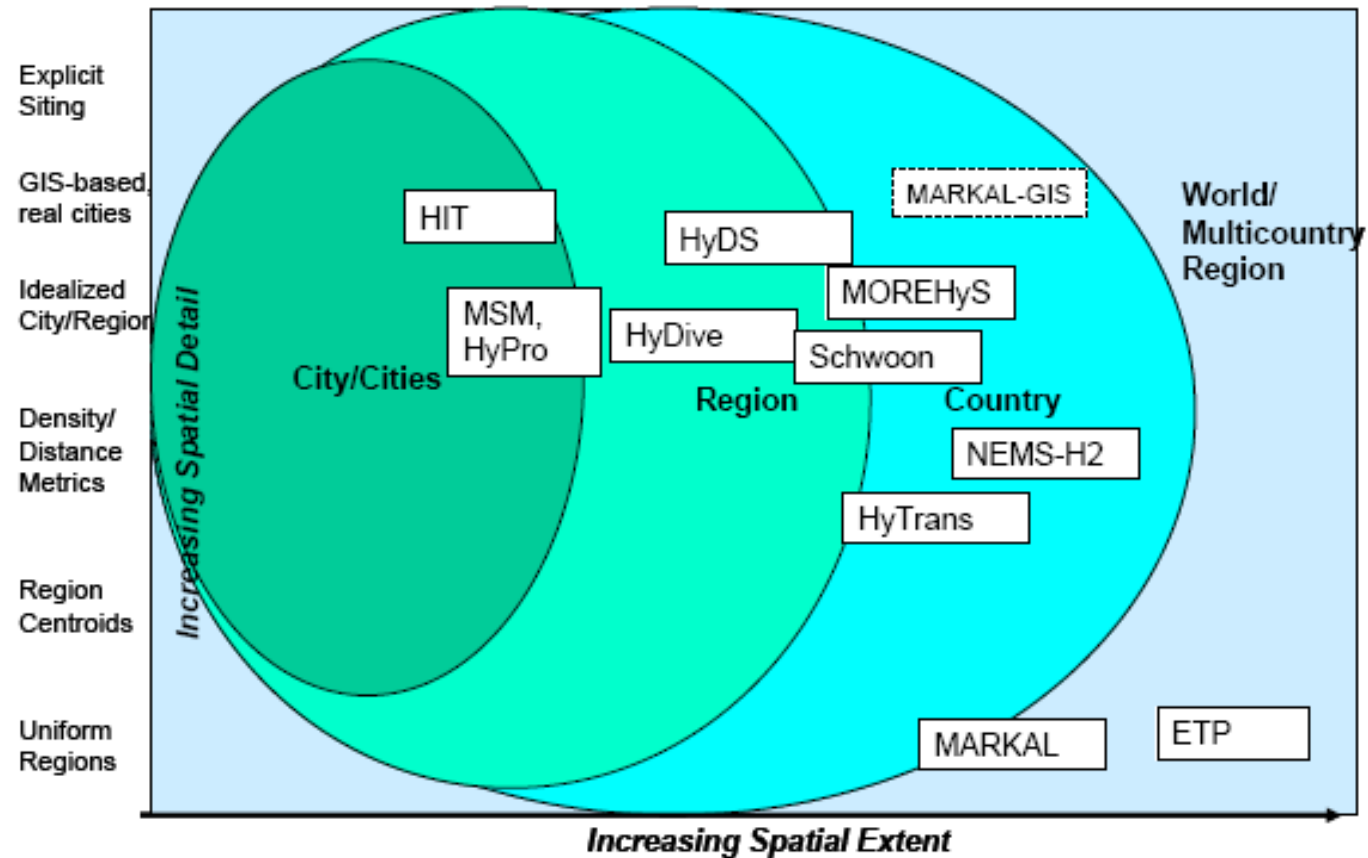 Explicit
Siting
GIS-based,
real cities
Idealized
City/Region
Density/
Distance
Metrics
Region
Centroids
Uniform
Regions
Increasing Spatial Detail
HIT
MSM,
HyPro
City/Cities
HyDS
HyDive
Region
MARKAL-GIS
MOREHyS
Schwoon
Country
NEMS-H2
HyTrans
MARKAL
ETP
World/
Multicountry
Region
Increasing Spatial Extent